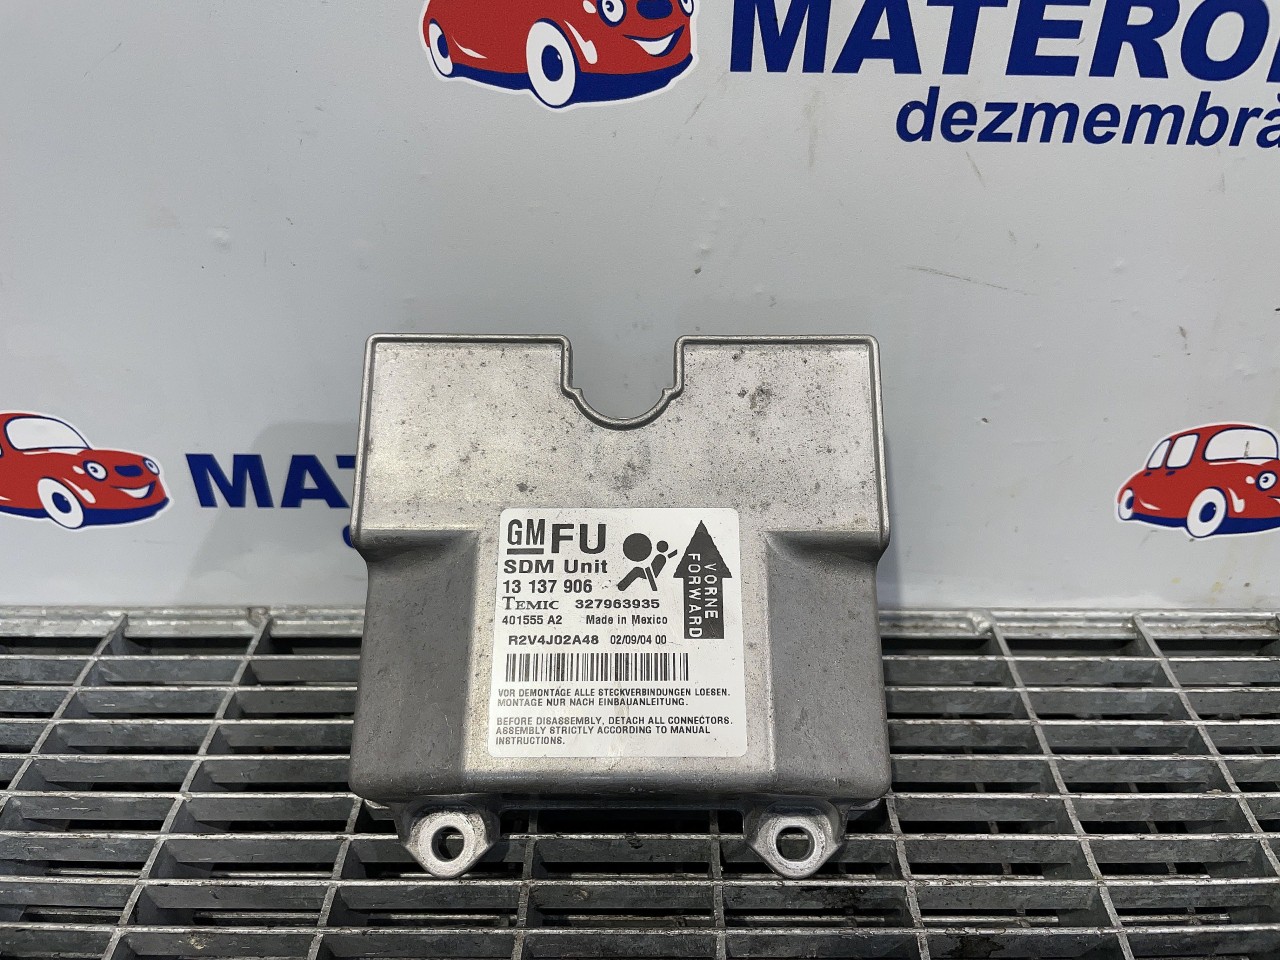 MATERO
dezmembră
MAT
GM FU
SDM Unit
13 137 906
TEMIC 327963935
401555 A2 Made in Mexico
R2V4J02A48 02/09/04 00
VORNE
FORWARD
VOR DEMONTAGE ALLE STECKVERBINDUNGEN LOESEN.
MONTAGE NUR NACH EINBAUANLEITUNG.
BEFORE DISASSEMBLY, DETACH ALL CONNECTORS.
ASSEMBLY STRICTLY ACCORDING TO MANUAL
INSTRUCTIONS.